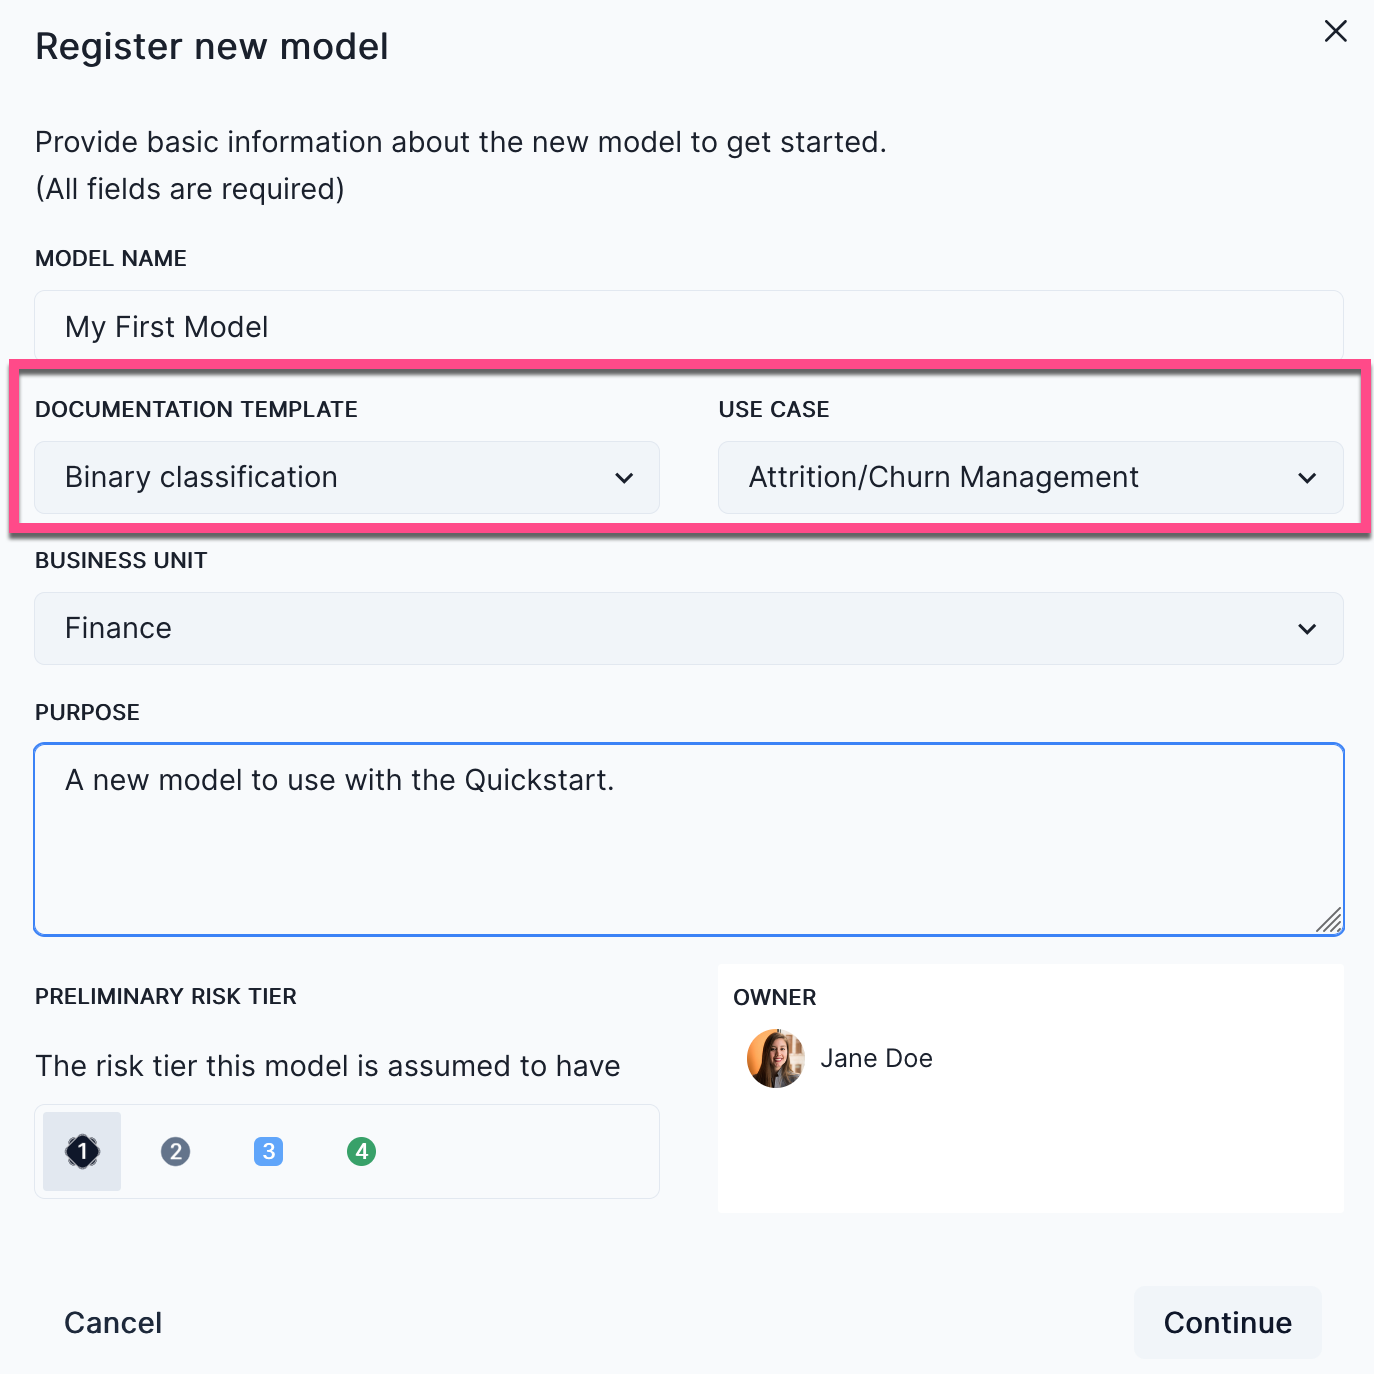 Register new model
Provide basic information about the new model to get started.
(All fields are required)
MODEL NAME
My First Model
DOCUMENTATION TEMPLATE
USE CASE
Binary classification
Attrition/Churn Management
BUSINESS UNIT
Finance
PURPOSE
A new model to use with the Quickstart.
PRELIMINARY RISK TIER
OWNER
The risk tier this model is assumed to have
Jane Doe
1 2 3 4
Cancel
Continue